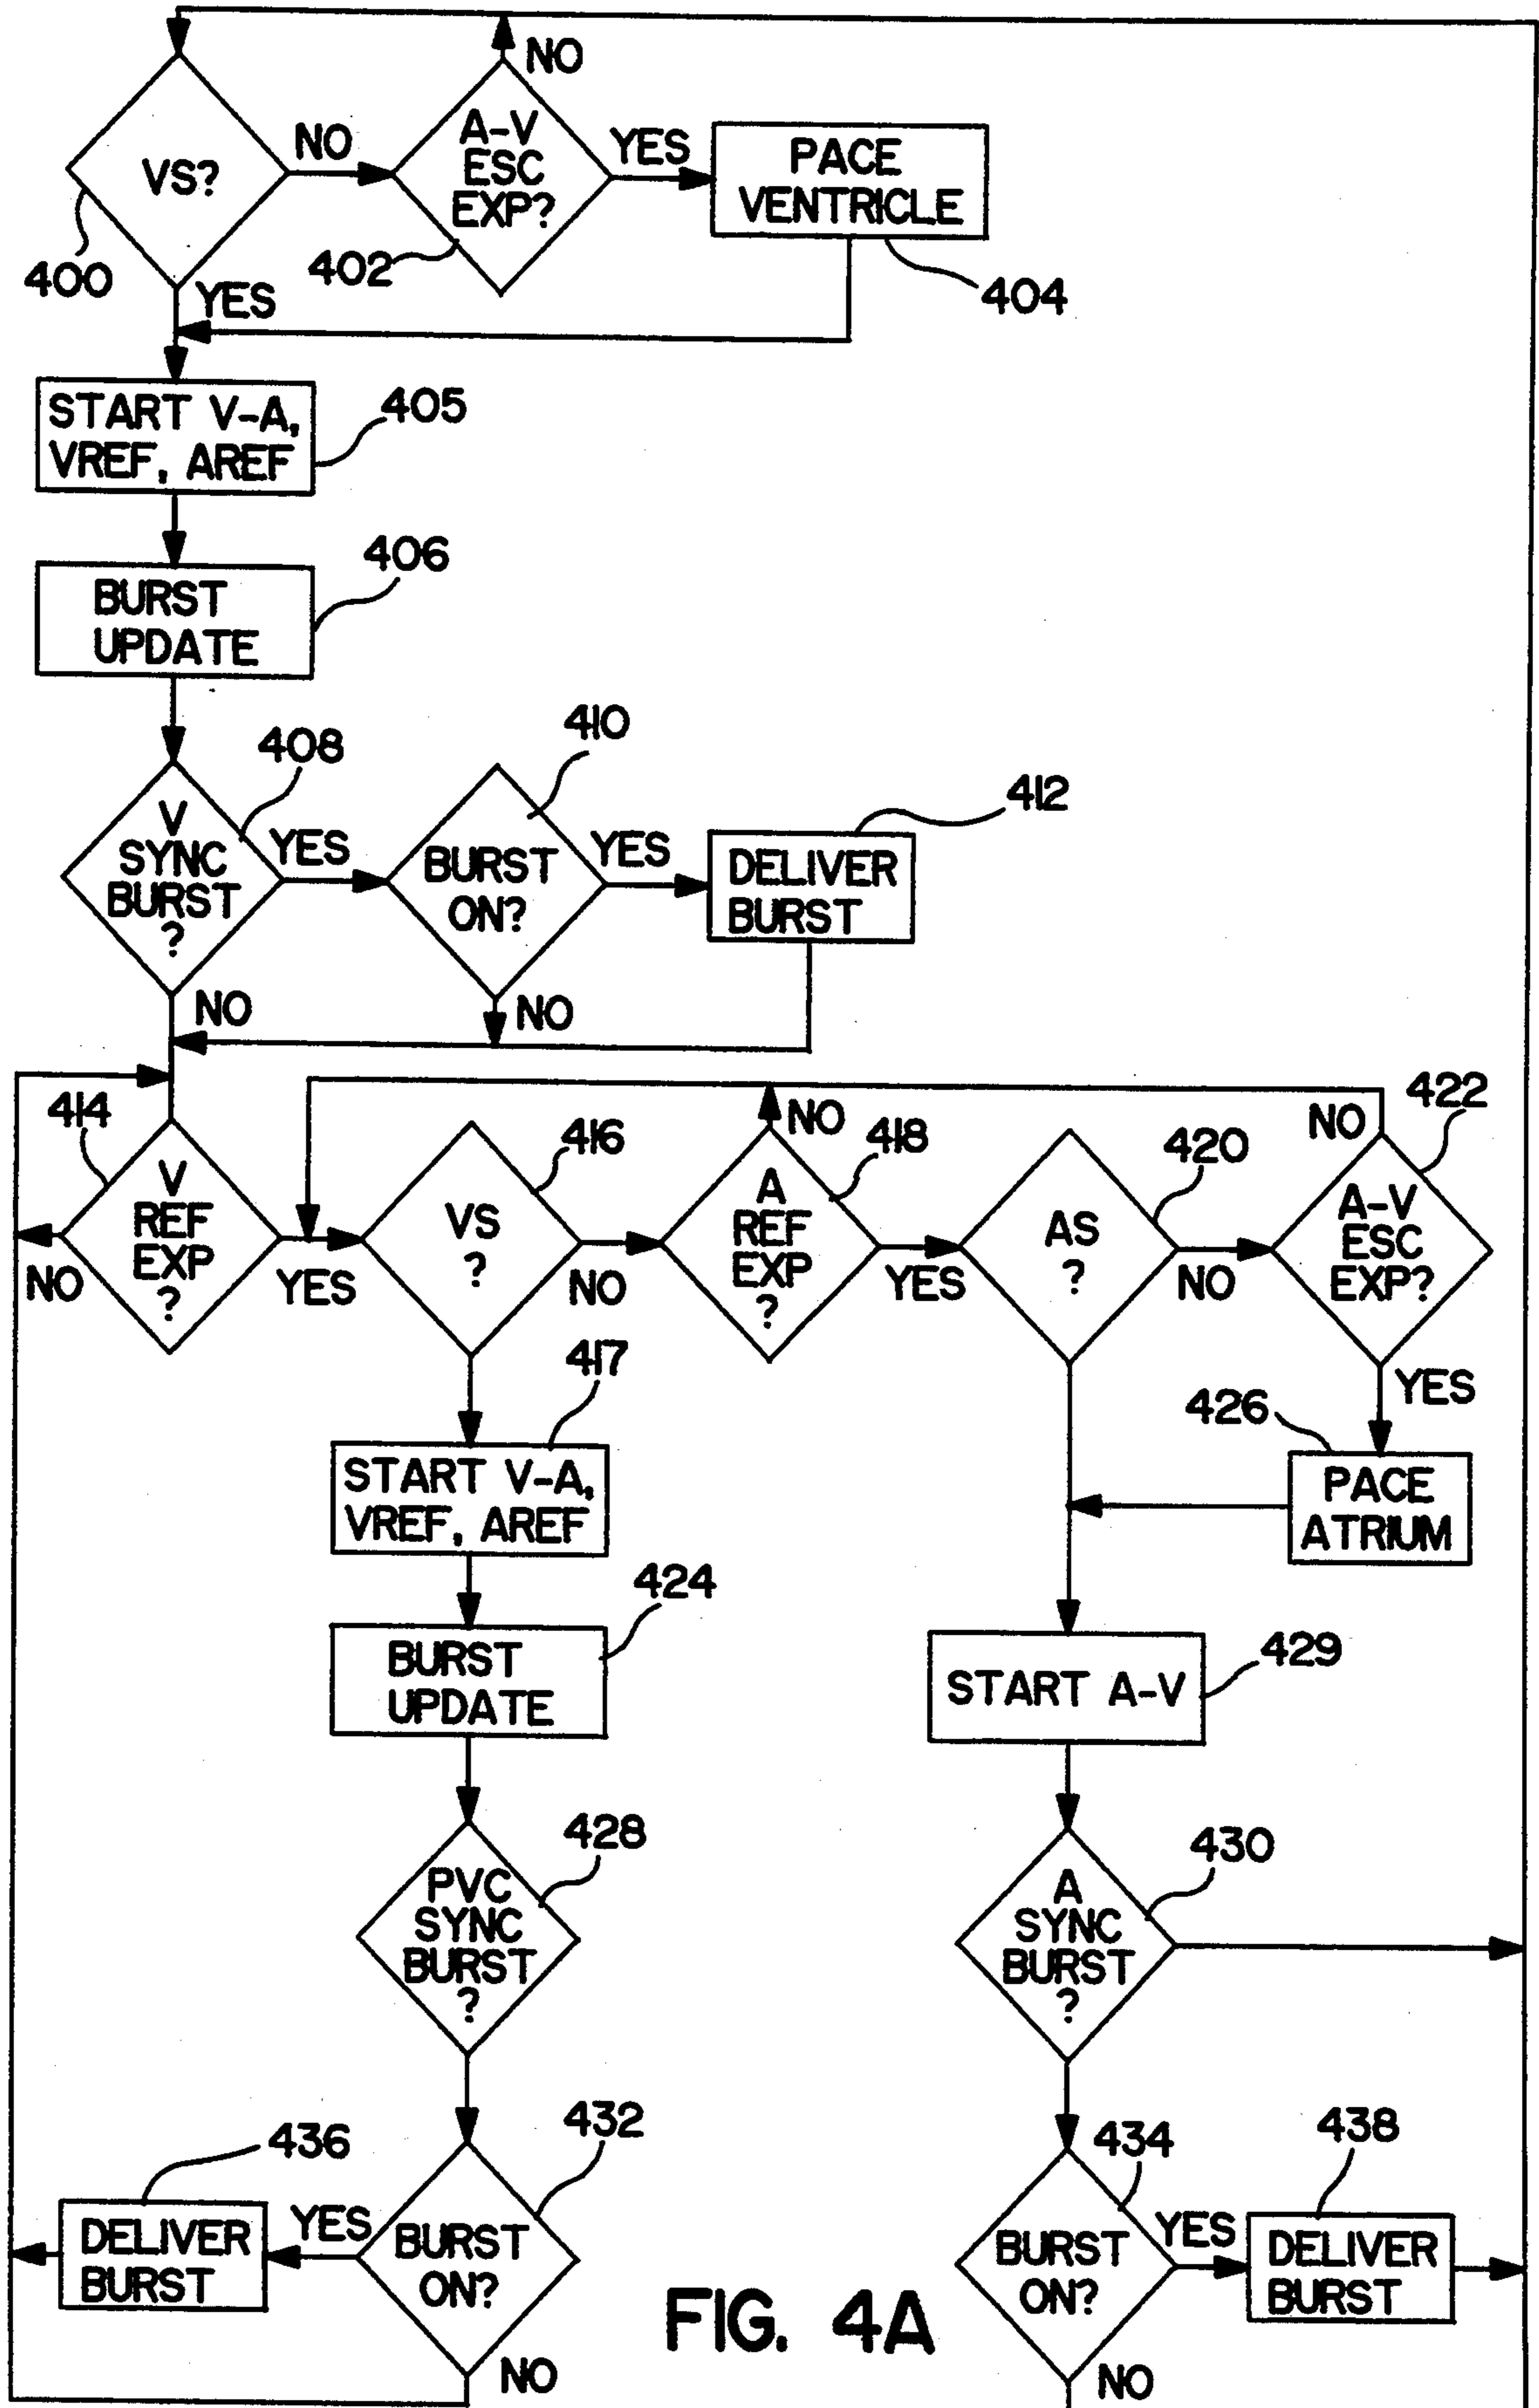 NO
VS?
NO
A-V
ESC
EXP?
YES
PACE
VENTRICLE
400
402
404
YES
START V-A,
VREF, AREF
405
406
BURST
UPDATE
408
410
412
V
SYNC
BURST
?
YES
BURST
ON?
YES
DELIVER
BURST
NO
NO
414
V
REF
EXP
?
NO
YES
416
VS
?
NO
NO
418
A
REF
EXP
?
YES
420
AS
?
NO
422
NO
A-V
ESC
EXP?
YES
417
START V-A,
VREF, AREF
426
PACE
ATRIUM
424
BURST
UPDATE
START A-V
429
428
PVC
SYNC
BURST
?
430
A
SYNC
BURST
?
436
DELIVER
BURST
YES
432
BURST
ON?
NO
434
BURST
ON?
YES
438
DELIVER
BURST
NO
FIG. 4A